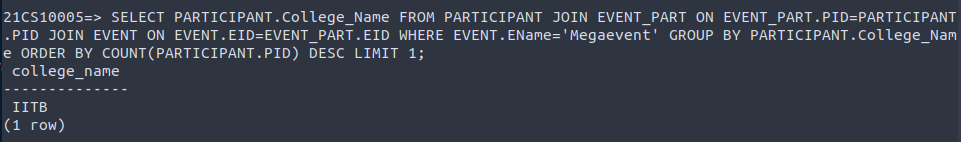 21CS10005=> SELECT PARTICIPANT.College_Name FROM PARTICIPANT JOIN EVENT_PART ON EVENT_PART.PID=PARTICIPANT
.PID JOIN EVENT ON EVENT.EID=EVENT_PART.EID WHERE EVENT.EName='Megaevent' GROUP BY PARTICIPANT.College_Nam
e ORDER BY COUNT(PARTICIPANT.PID) DESC LIMIT 1;
 college_name
--------------
 IITB
(1 row)